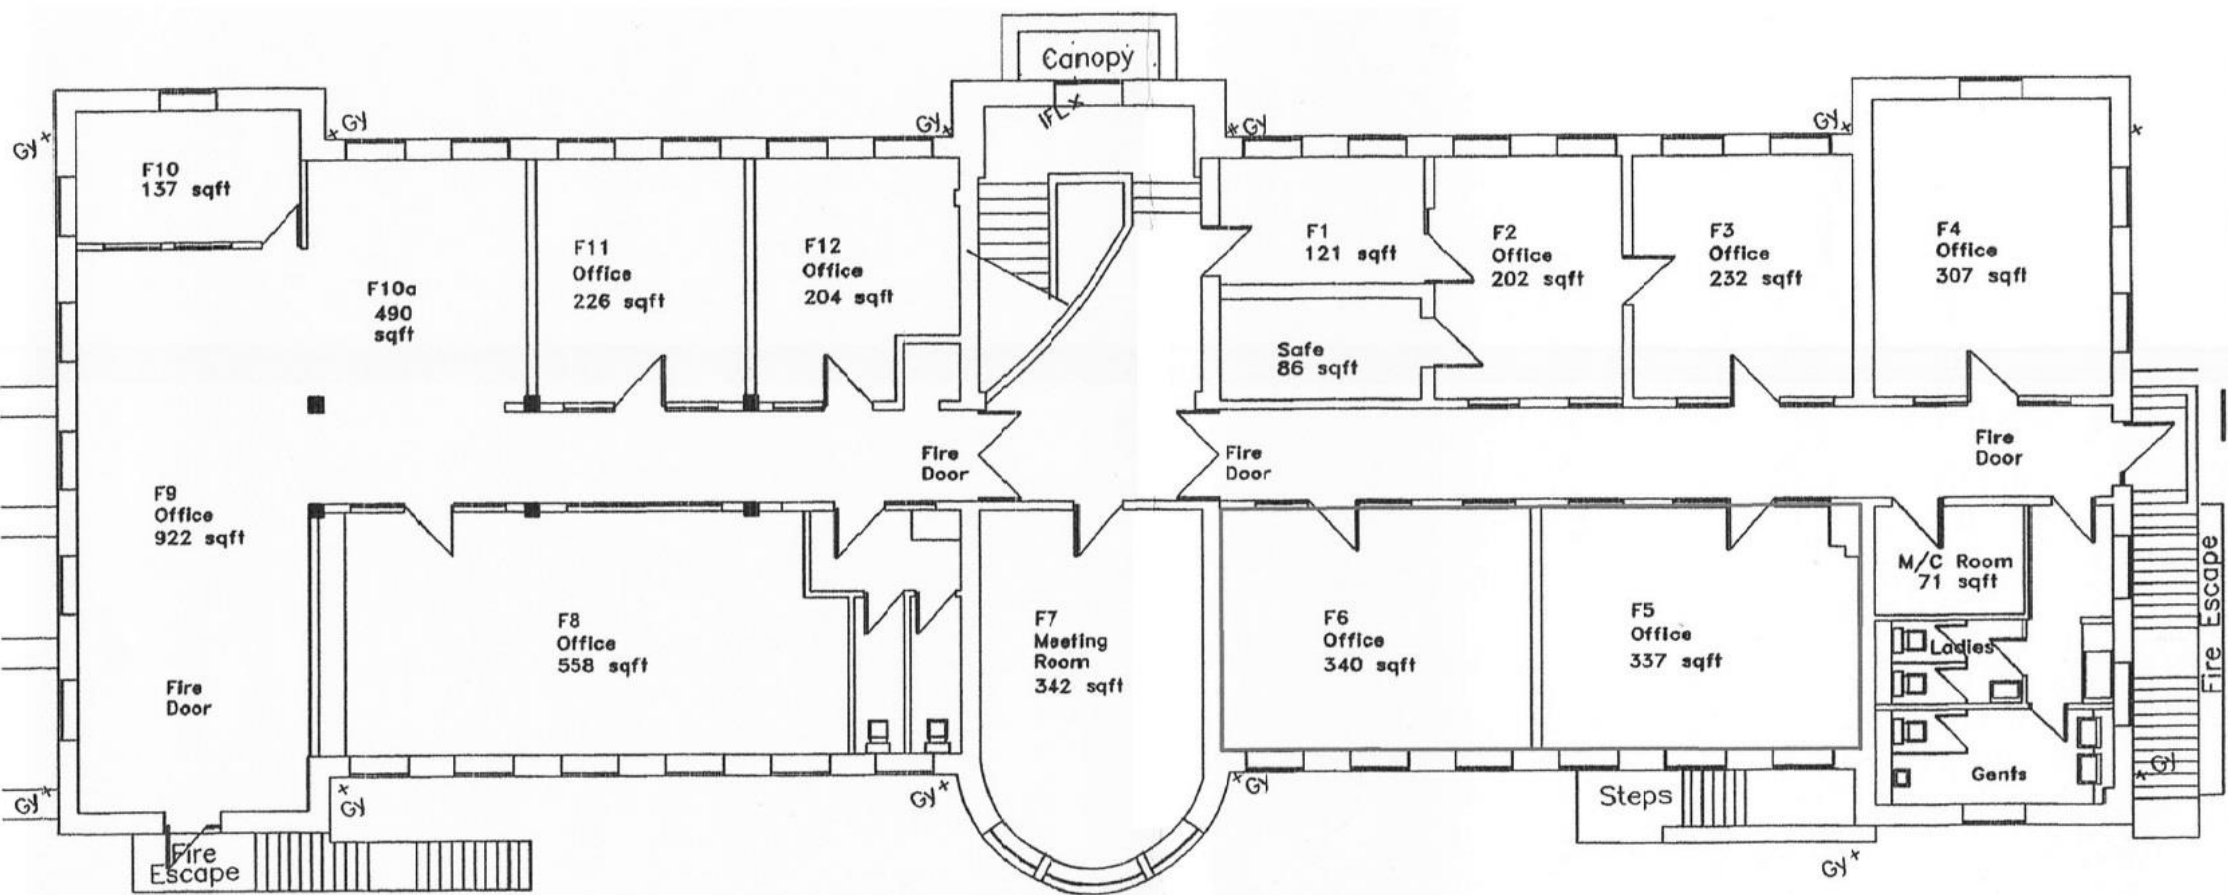 Canopy
IFL x
Gy x
x Gy
Gy x
x Gy
Gy x
x
F10
137 sqft
F10a
490
sqft
F11
Office
226 sqft
F12
Office
204 sqft
F1
121 sqft
Safe
86 sqft
F2
Office
202 sqft
F3
Office
232 sqft
F4
Office
307 sqft
Fire
Door
Fire
Door
Fire
Door
F9
Office
922 sqft
Fire
Door
F8
Office
558 sqft
F7
Meeting
Room
342 sqft
F6
Office
340 sqft
F5
Office
337 sqft
M/C Room
71 sqft
Ladies
Gents
Fire Escape
Fire Escape
Steps
Gy x
x Gy
Gy x
x Gy
Gy x
x Gy
Fire
Escape